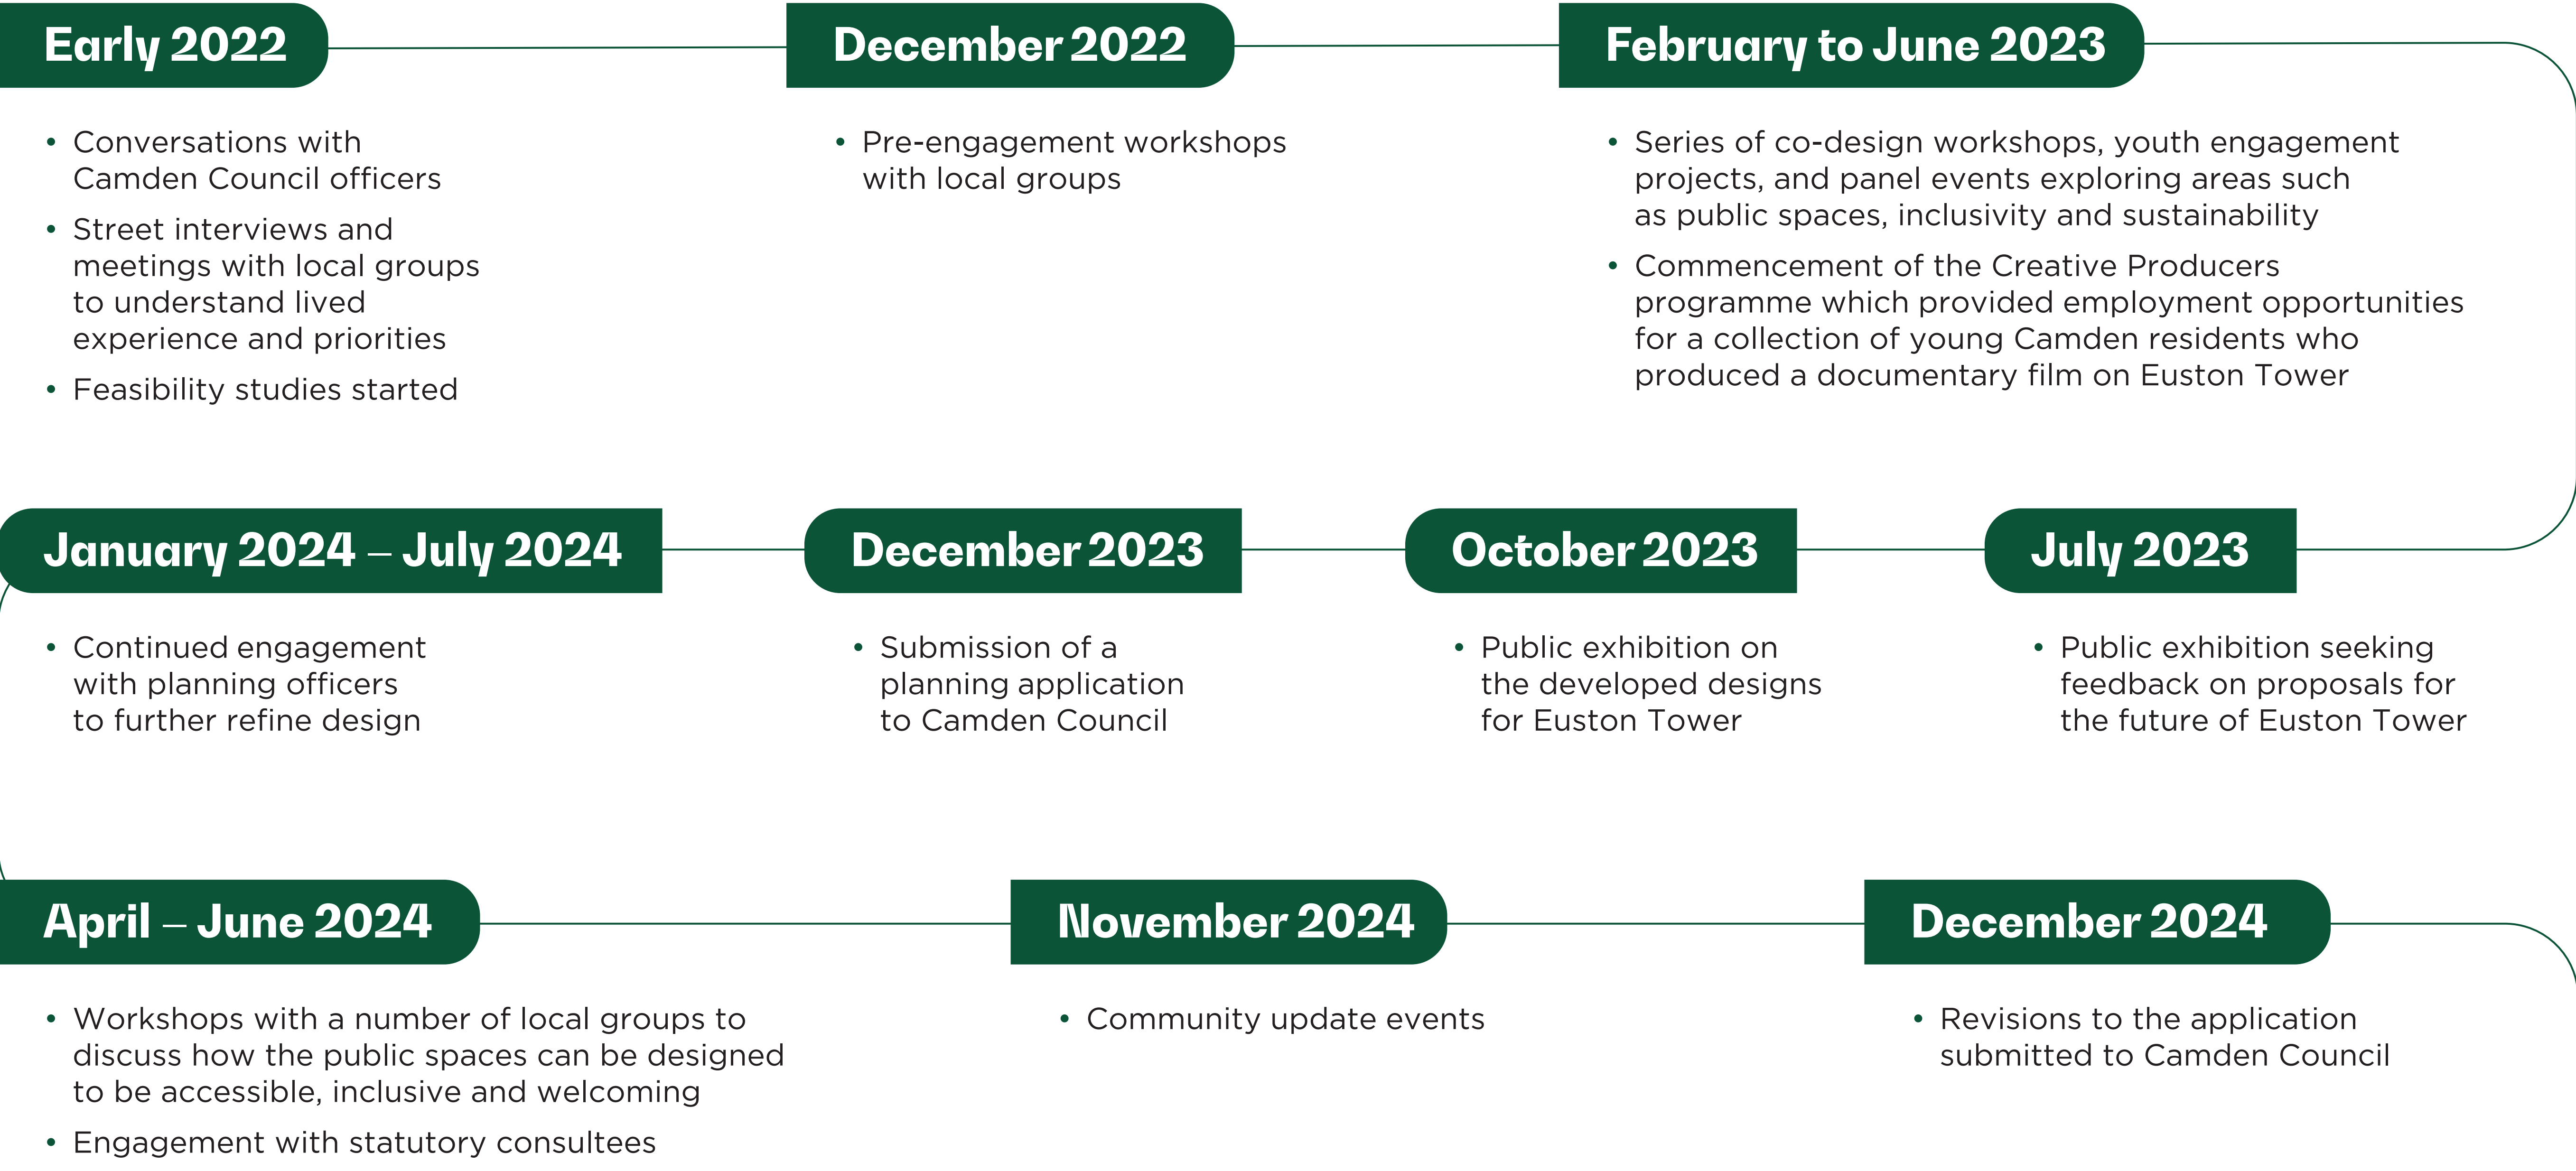 Early 2022
• Conversations with
Camden Council officers
• Street interviews and
meetings with local groups
to understand lived
experience and priorities
• Feasibility studies started
December 2022
• Pre-engagement workshops
with local groups
February to June 2023
• Series of co-design workshops, youth engagement
projects, and panel events exploring areas such
as public spaces, inclusivity and sustainability
• Commencement of the Creative Producers
programme which provided employment opportunities
for a collection of young Camden residents who
produced a documentary film on Euston Tower
July 2023
• Public exhibition seeking
feedback on proposals for
the future of Euston Tower
October 2023
• Public exhibition on
the developed designs
for Euston Tower
December 2023
• Submission of a
planning application
to Camden Council
January 2024 – July 2024
• Continued engagement
with planning officers
to further refine design
April – June 2024
• Workshops with a number of local groups to
discuss how the public spaces can be designed
to be accessible, inclusive and welcoming
• Engagement with statutory consultees
November 2024
• Community update events
December 2024
• Revisions to the application
submitted to Camden Council